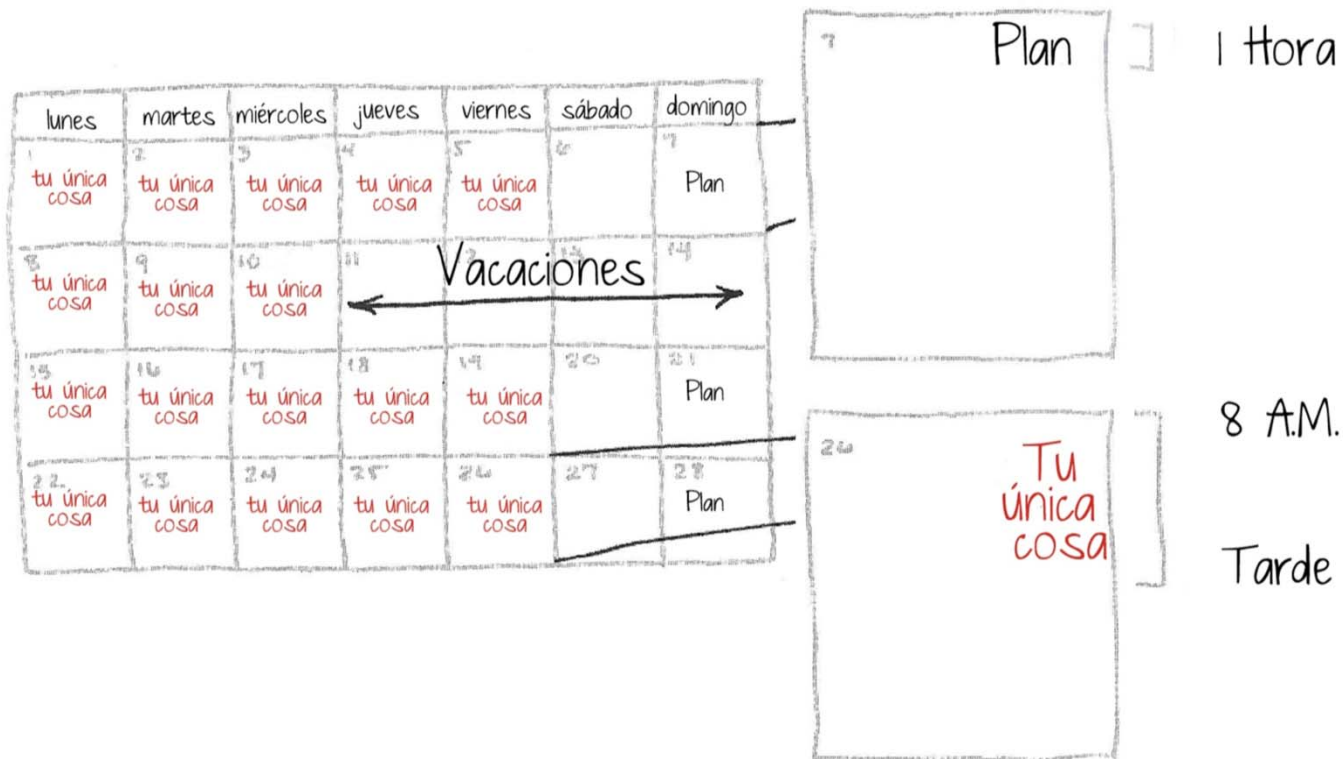 lunes martes miércoles jueves viernes sábado domingo
1 2 3 4 5 6 7
tu única tu única tu única tu única tu única Plan
cosa cosa cosa cosa cosa
8 9 10 11 12 13 14
tu única tu única tu única Vacaciones
cosa cosa cosa
15 16 17 18 19 20 21
tu única tu única tu única tu única tu única Plan
cosa cosa cosa cosa cosa
22 23 24 25 26 27 28
tu única tu única tu única tu única tu única Plan
cosa cosa cosa cosa cosa
7 Plan 1 Hora
26
Tu
única
cosa
8 A.M.
Tarde